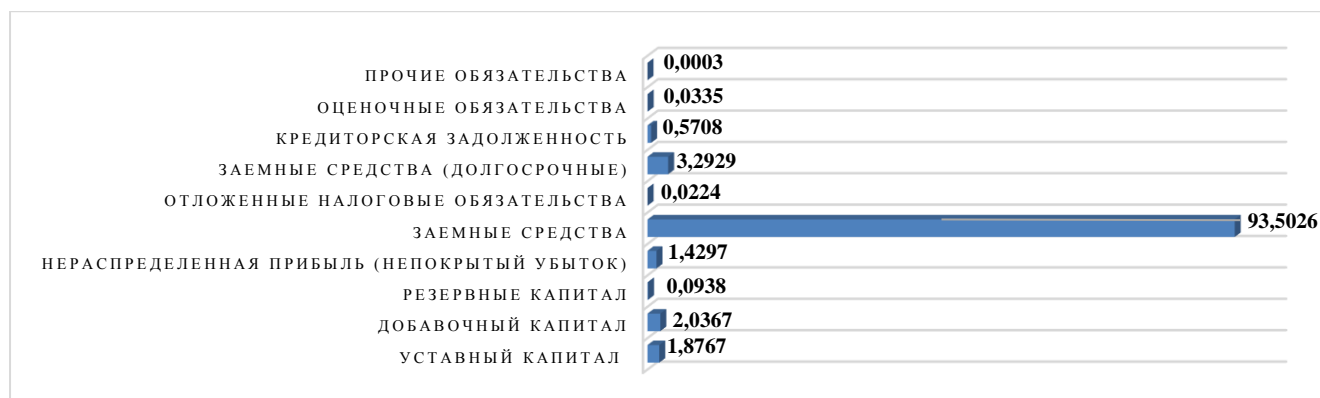 ПРОЧИЕ ОБЯЗАТЕЛЬСТВА 0,0003
ОЦЕНОЧНЫЕ ОБЯЗАТЕЛЬСТВА 0,0335
КРЕДИТОРСКАЯ ЗАДОЛЖЕННОСТЬ 0,5708
ЗАЕМНЫЕ СРЕДСТВА (ДОЛГОСРОЧНЫЕ) 3,2929
ОТЛОЖЕННЫЕ НАЛОГОВЫЕ ОБЯЗАТЕЛЬСТВА 0,0224
ЗАЕМНЫЕ СРЕДСТВА 93,5026
НЕРАСПРЕДЕЛЕННАЯ ПРИБЫЛЬ (НЕПОКРЫТЫЙ УБЫТОК) 1,4297
РЕЗЕРВНЫЕ КАПИТАЛ 0,0938
ДОБАВОЧНЫЙ КАПИТАЛ 2,0367
УСТАВНЫЙ КАПИТАЛ 1,8767